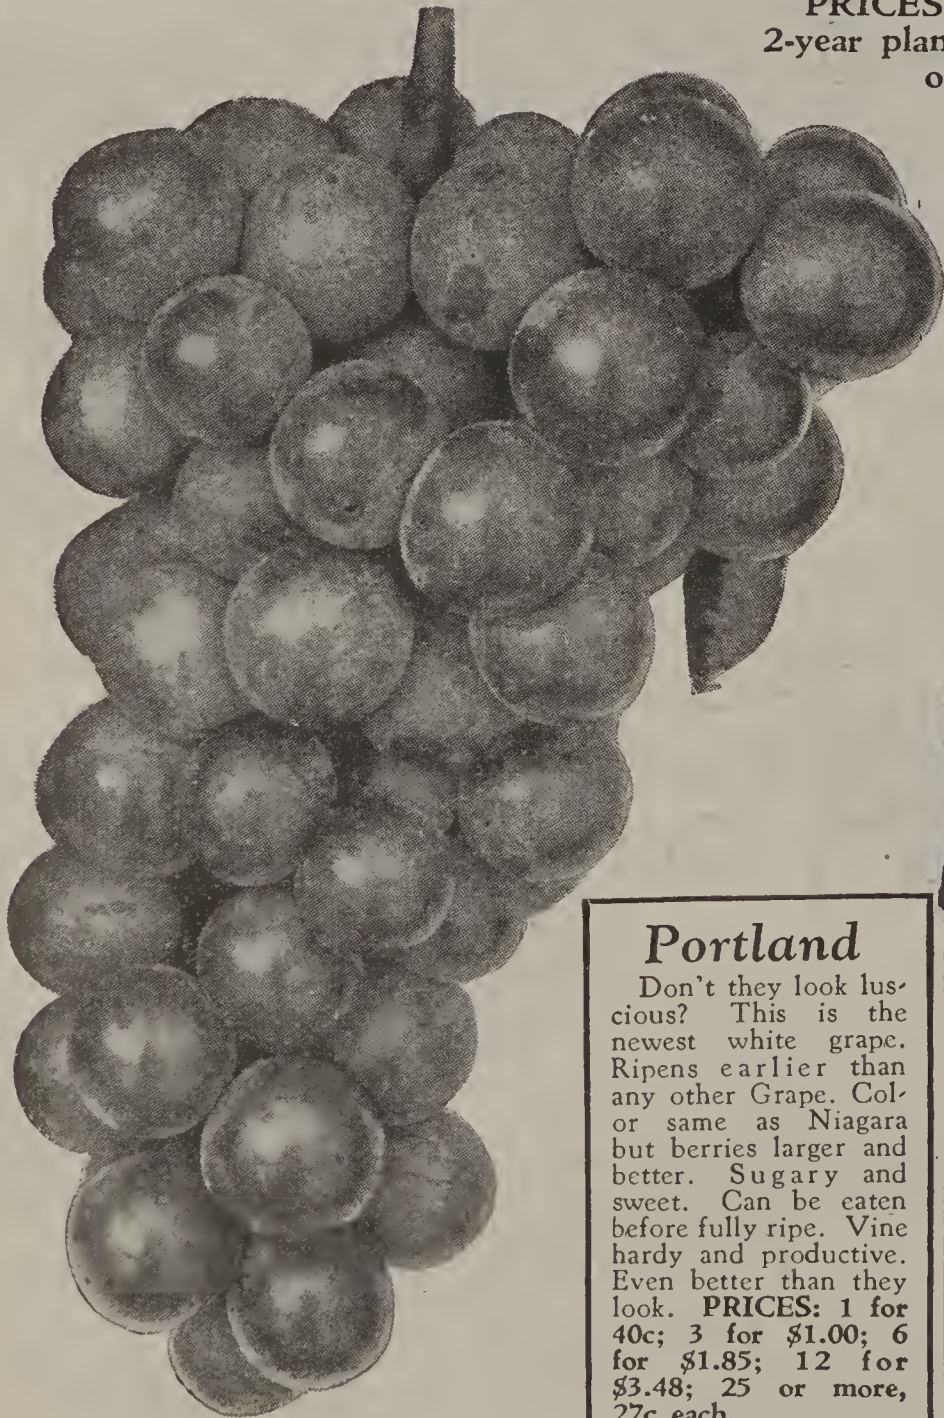 PRICES
2-year plan
o
Portland
Don't they look lus-
cious? This is the
newest white grape.
Ripens earlier than
any other Grape. Col-
or same as Niagara
but berries larger and
better. Sugary and
sweet. Can be eaten
before fully ripe. Vine
hardy and productive.
Even better than they
look. PRICES: 1 for
40c; 3 for $1.00; 6
for $1.85; 12 for
$3.48; 25 or more,
27c each